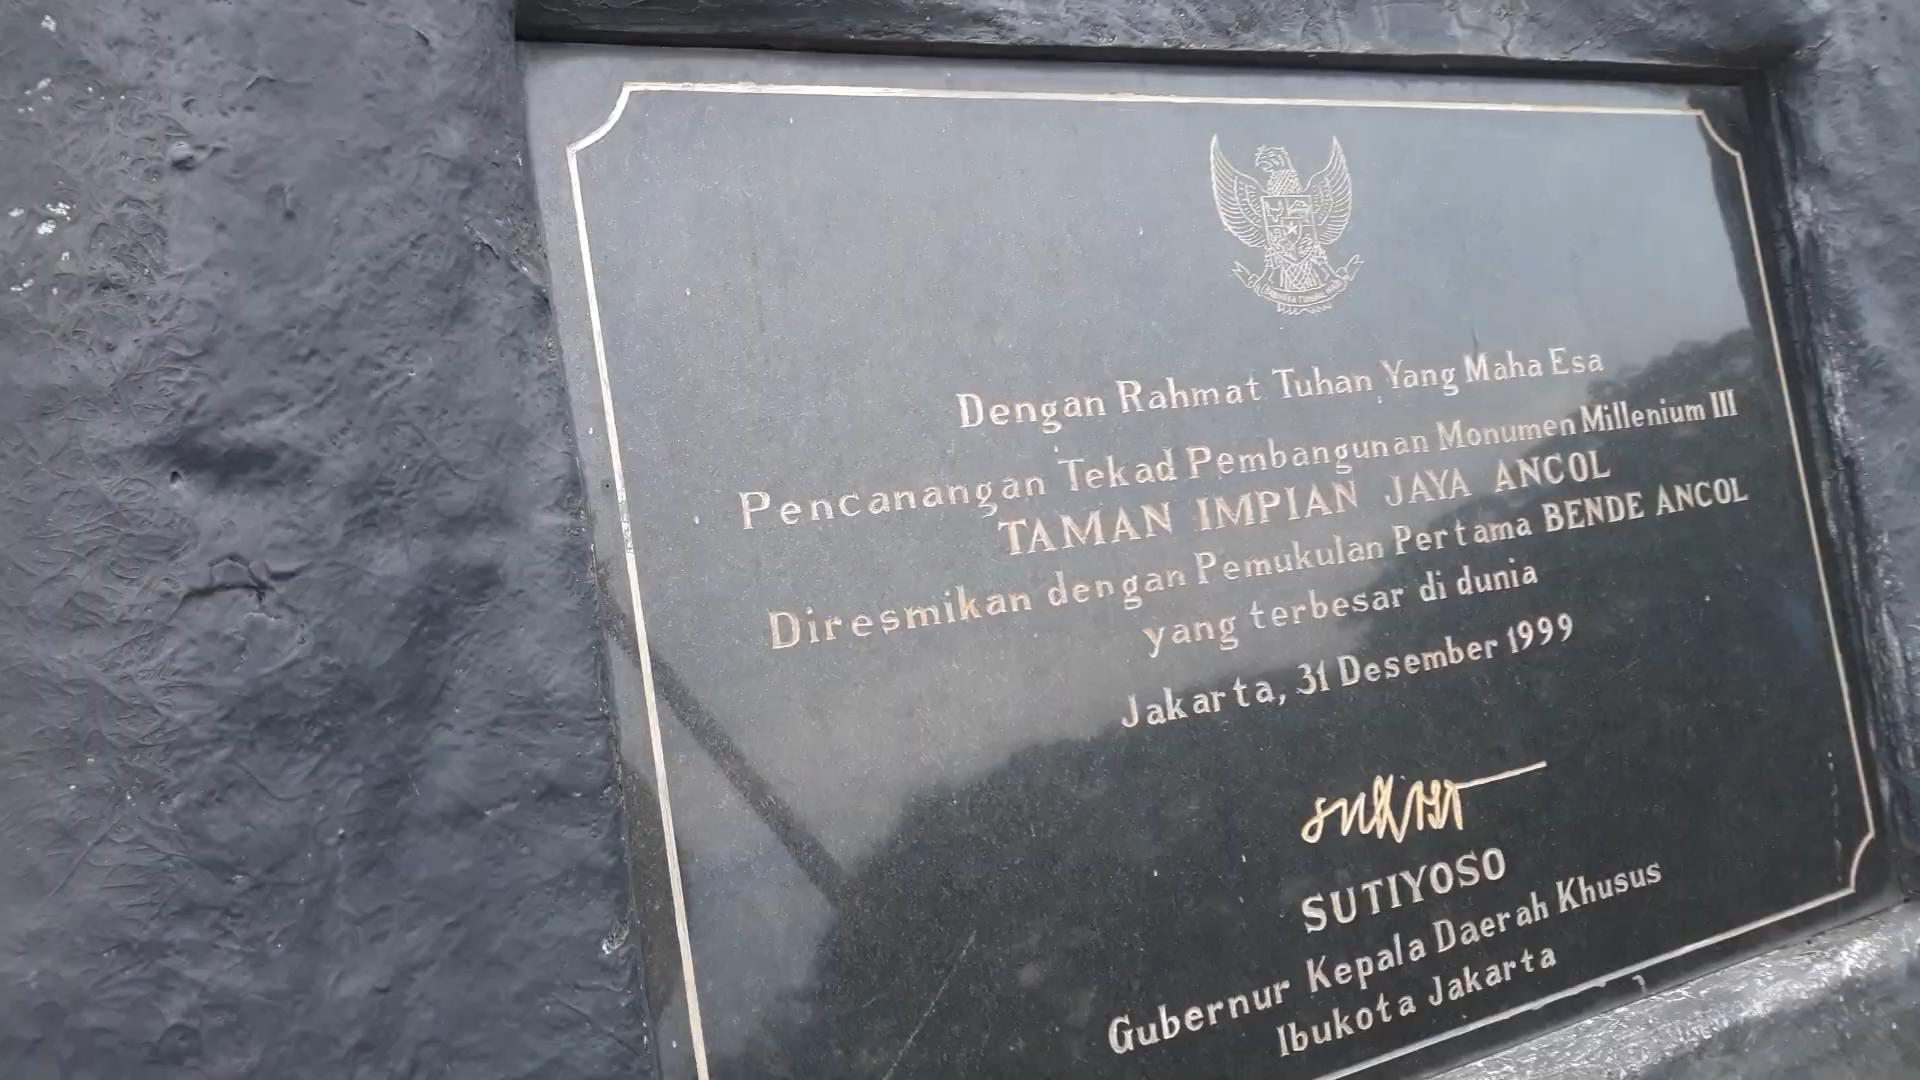 Dengan Rahmat Tuhan Yang Maha Esa
Pencanangan Tekad Pembangunan Monumen Millenium III
TAMAN IMPIAN JAYA ANCOL
Diresmikan dengan Pemukulan Pertama BENDE ANCOL
yang terbesar di dunia
Jakarta, 31 Desember 1999
SUTIYOSO
Gubernur Kepala Daerah Khusus
Ibukota Jakarta